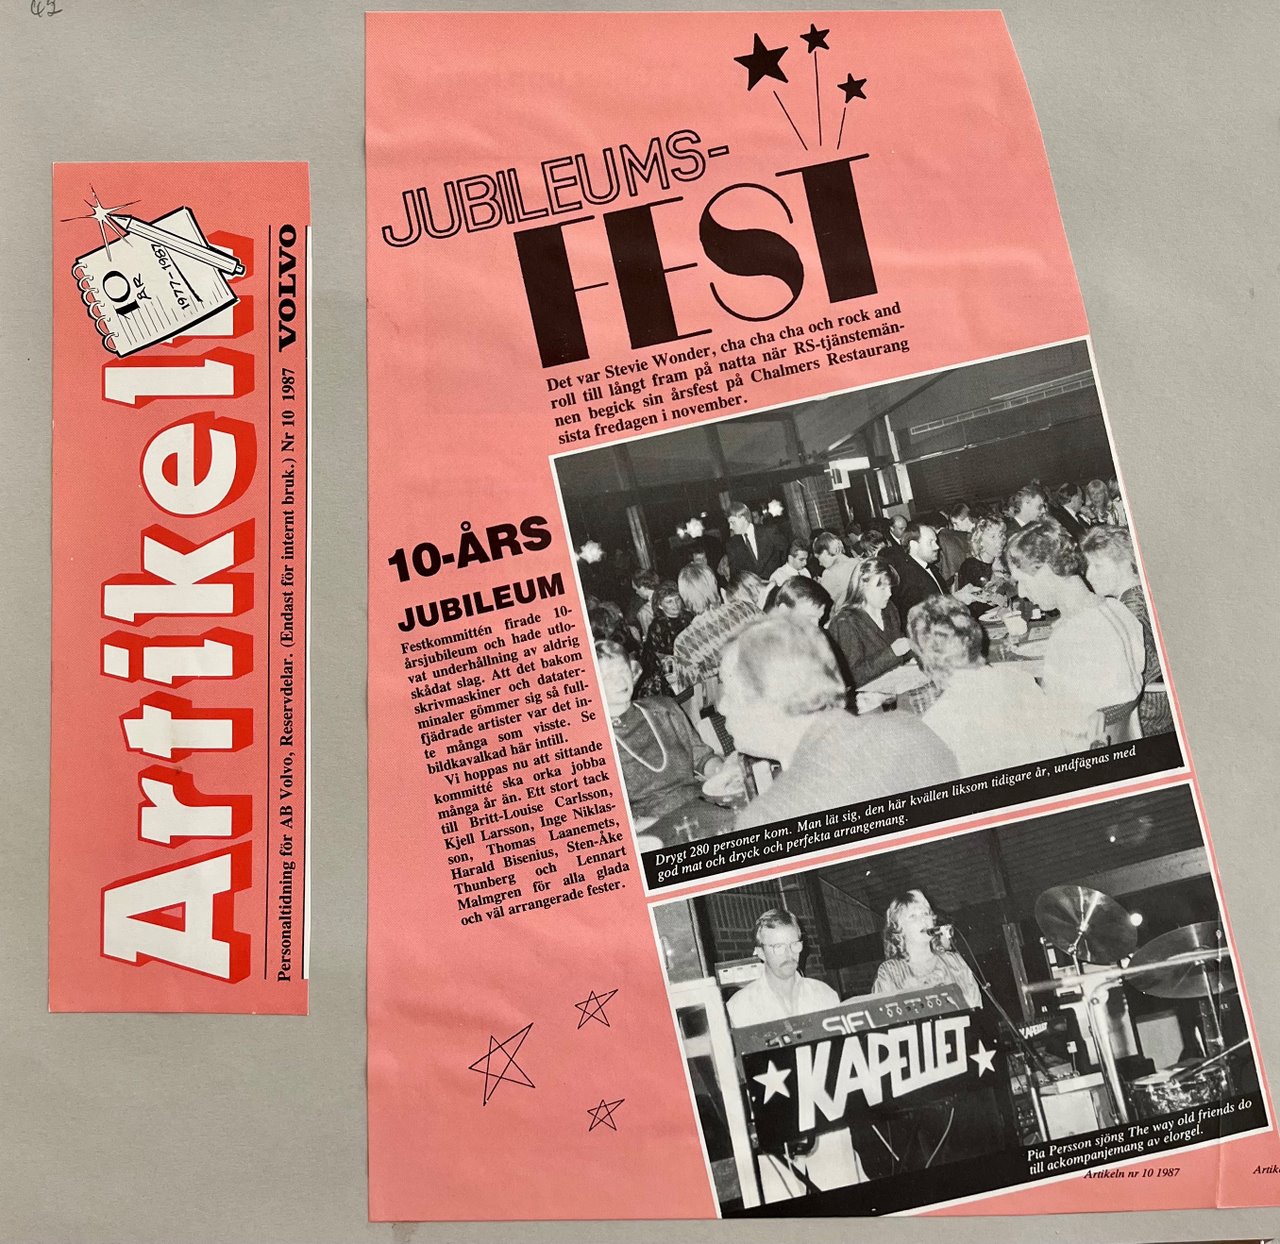 42
Artikeln
10
ÅR
1977-1987
Personaltidning för AB Volvo, Reservdelar. (Endast för internt bruk.) Nr 10 1987 VOLVO
JUBILEUMS-
FEST
Det var Stevie Wonder, cha cha cha och rock and
roll till långt fram på natta när RS-tjänstemän-
nen begick sin årsfest på Chalmers Restaurang
sista fredagen i november.
10-ÅRS
JUBILEUM
Festkommittén firade 10-
årsjubileum och hade utlo-
vat underhållning av aldrig
skådat slag. Att det bakom
skrivmaskiner och datater-
minaler gömmer sig så full-
fjädrade artister var det in-
te många som visste. Se
bildkavalkad här intill.
Vi hoppas nu att sittande
kommitté ska orka jobba
många år än. Ett stort tack
till Britt-Louise Carlsson,
Kjell Larsson, Inge Niklas-
son, Thomas Laanemets,
Harald Bisenius, Sten-Åke
Thunberg och Lennart
Malmgren för alla glada
och väl arrangerade fester.
Drygt 280 personer kom. Man lät sig, den här kvällen liksom tidigare år, undfägnas med
god mat och dryck och perfekta arrangemang.
SIEL
KAPELLET
KAPELLET
Pia Persson sjöng The way old friends do
till ackompanjemang av elorgel.
Artikeln nr 10 1987
Artik